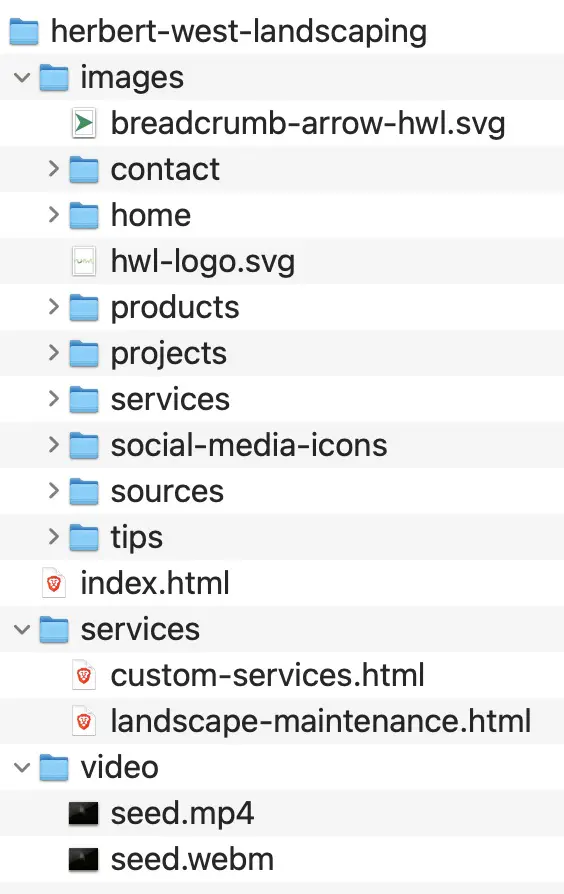 herbert-west-landscaping
images
breadcrumb-arrow-hwl.svg
contact
home
hwl-logo.svg
products
projects
services
social-media-icons
sources
tips
index.html
services
custom-services.html
landscape-maintenance.html
video
seed.mp4
seed.webm